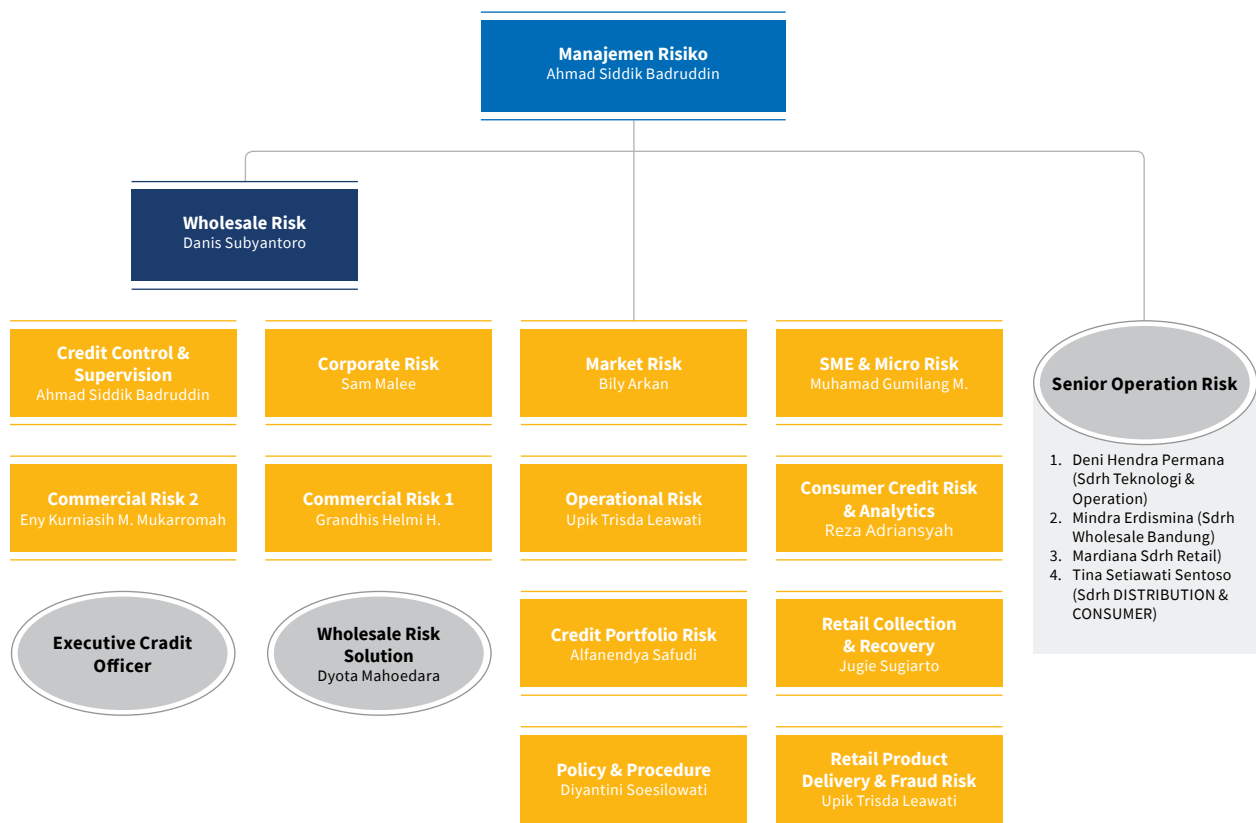 Manajemen Risiko
Ahmad Siddik Badruddin
Wholesale Risk
Danis Subyantoro
Credit Control &
Supervision
Ahmad Siddik Badruddin
Corporate Risk
Sam Malee
Market Risk
Bily Arkan
SME & Micro Risk
Muhamad Gumilang M.
Senior Operation Risk
1. Deni Hendra Permana
(Sdrh Teknologi &
Operation)
2. Mindra Erdismina (Sdrh
Wholesale Bandung)
3. Mardiana Sdrh Retail)
4. Tina Setiawati Sentoso
(Sdrh DISTRIBUTION &
CONSUMER)
Commercial Risk 2
Eny Kurniasih M. Mukarromah
Commercial Risk 1
Grandhis Helmi H.
Operational Risk
Upik Trisda Leawati
Consumer Credit Risk
& Analytics
Reza Adriansyah
Executive Cradit
Officer
Wholesale Risk
Solution
Dyota Mahoedara
Credit Portfolio Risk
Alfanendya Safudi
Retail Collection
& Recovery
Jugie Sugiarto
Policy & Procedure
Diyantini Soesilowati
Retail Product
Delivery & Fraud Risk
Upik Trisda Leawati